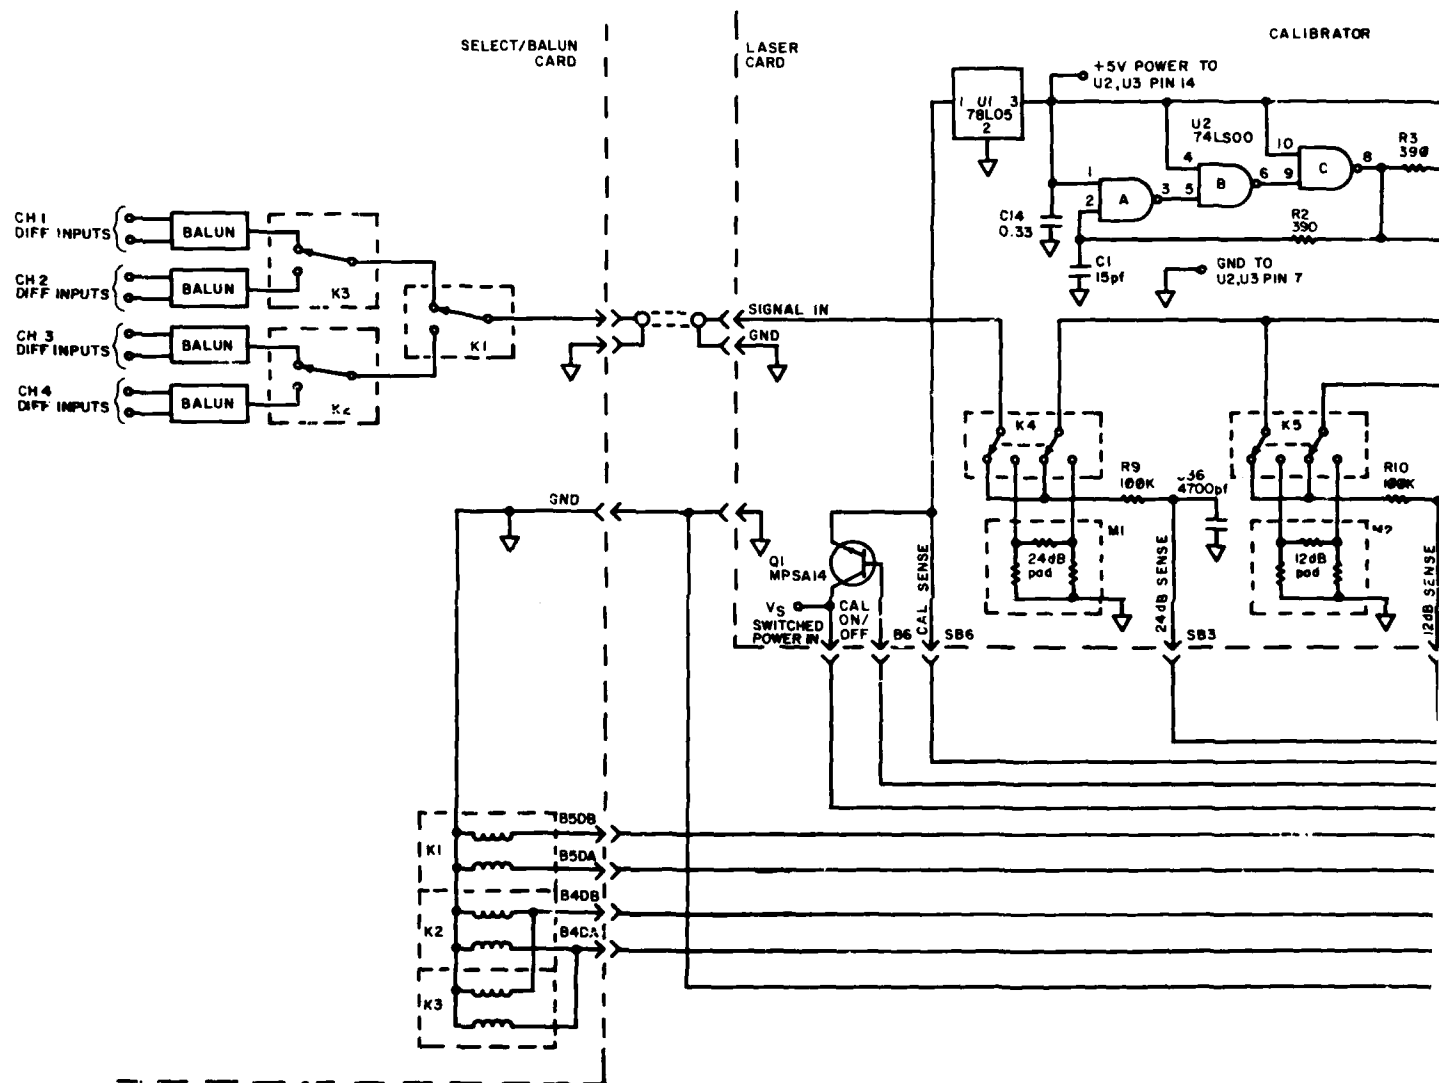 SELECT/BALUN
CARD
LASER
CARD
CALIBRATOR
+5V POWER TO
U2,U3 PIN 14
1 U1 3
78L05
2
U2
74LS00
R3
390
10
8
C
9
4
B
6
5
1
A
3
2
C14
0.33
R2
390
C1
15pf
GND TO
U2,U3 PIN 7
CH 1
DIFF INPUTS
BALUN
CH 2
DIFF INPUTS
BALUN
K3
CH 3
DIFF INPUTS
BALUN
CH 4
DIFF INPUTS
BALUN
K2
K1
SIGNAL IN
GND
K4
R9
100K
4700pf
K5
R10
100K
GND
Q1
MPSA14
VS
SWITCHED
POWER IN
CAL
ON/
OFF
B6
CAL SENSE
SB6
24dB
pad
M1
24dB SENSE
SB3
12dB
pad
M2
12dB SENSE
K1
B5DB
B5DA
K2
B4DB
B4DA
K3